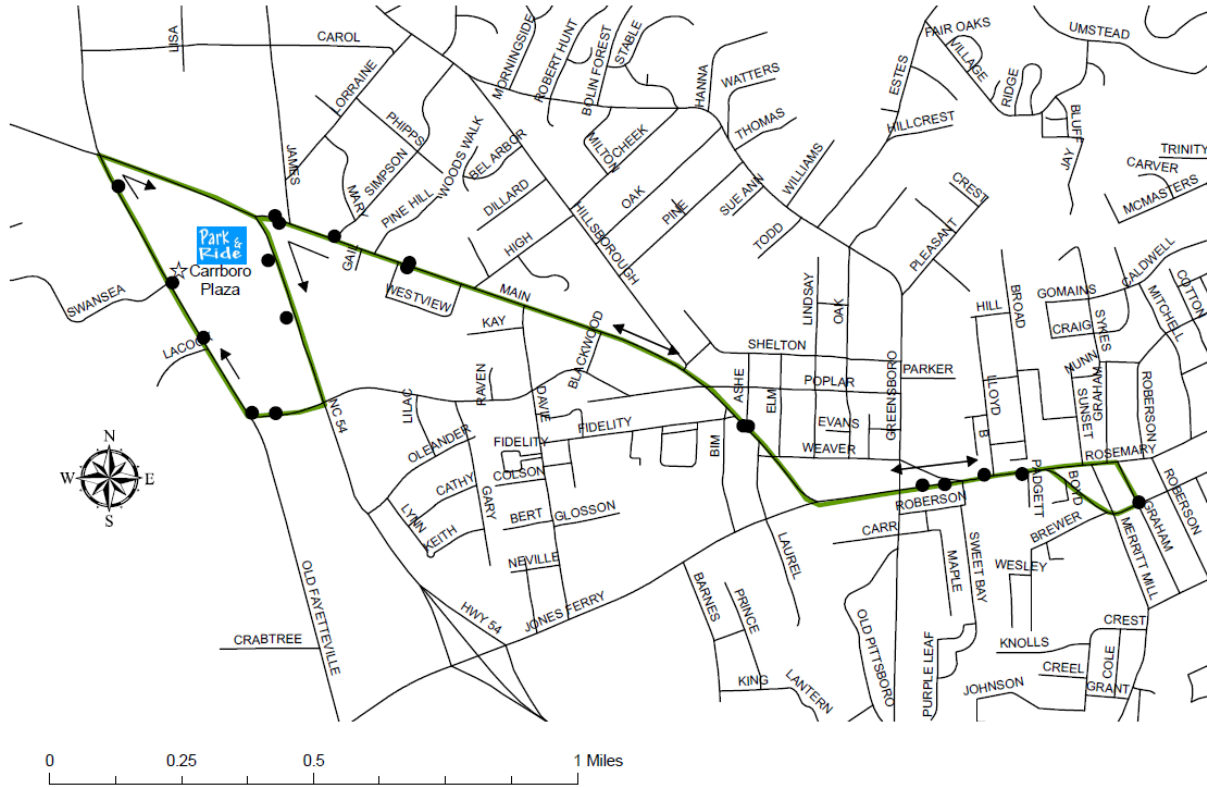 FAIR OAKS
UMSTEAD
LISA
CAROL
MORNINGSIDE
ROBERT HUNT
BOLIN FOREST
STABLE
VILLAGE
HANNA
WATTERS
ESTES
RIDGE
LORRAINE
PHIPPS
BLUFF
HILLCREST
THOMAS
CHEEK
MILTON
JAMES
WOODS WALK
BEL ARBOR
SIMPSON
JAY
TRINITY
CARVER
MCMASTERS
WILLIAMS
SUE ANN
OAK
PINE
CREST
MARY
PINE HILL
DILLARD
HILLSBOROUGH
TODD
PLEASANT
Park &
Ride
GAIL
HIGH
CALDWELL
Carrboro
Plaza
SWANSEA
WESTVIEW
MAIN
LINDSAY
OAK
HILL
BROAD
GOMAINS
COTTON
MITCHELL
SYKES
CRAIG
KAY
BLACKWOOD
SHELTON
LACOCK
NUNN
RAVEN
PARKER
POPLAR
GREENSBORO
LLOYD
ASHE
ELM
GRAHAM
SUNSET
ROBERSON
LILAC
DAVIE
NC 54
EVANS
FIDELITY
B
OLEANDER
FIDELITY
BIM
WEAVER
ROSEMARY
N
W
E
S
COLSON
CATHY
PADGETT
BOYD
ROBERSON
GARY
ROBERSON
LYNN
BERT
GLOSSON
KEITH
CARR
BREWER
GRAHAM
MERRITT MILL
LAUREL
SWEET BAY
MAPLE
NEVILLE
WESLEY
OLD FAYETTEVILLE
BARNES
PRINCE
HWY 54
JONES FERRY
OLD PITTSBORO
CREST
CRABTREE
KNOLLS
CREEL
COLE
PURPLE LEAF
KING
LANTERN
JOHNSON
GRANT
0
0.25
0.5
1 Miles